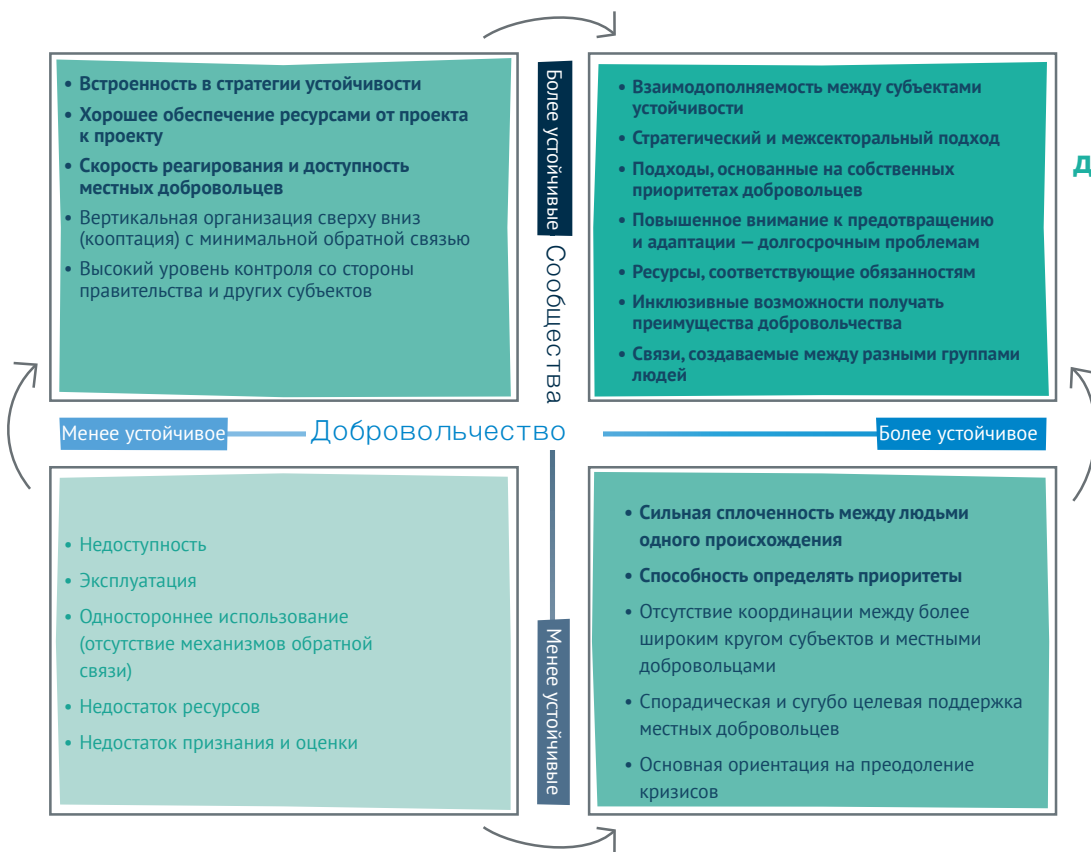 • Встроенность в стратегии устойчивости
• Хорошее обеспечение ресурсами от проекта
к проекту
• Скорость реагирования и доступность
местных добровольцев
• Вертикальная организация сверху вниз
(кооптация) с минимальной обратной связью
• Высокий уровень контроля со стороны
правительства и других субъектов
Более устойчивые
Сообщества
• Взаимодополняемость между субъектами
устойчивости
• Стратегический и межсекторальный подход
• Подходы, основанные на собственных
приоритетах добровольцев
• Повышенное внимание к предотвращению
и адаптации — долгосрочным проблемам
• Ресурсы, соответствующие обязанностям
• Инклюзивные возможности получать
преимущества добровольчества
• Связи, создаваемые между разными группами
людей
Менее устойчивое
Добровольчество
Более устойчивое
• Недоступность
• Эксплуатация
• Одностороннее использование
(отсутствие механизмов обратной
связи)
• Недостаток ресурсов
• Недостаток признания и оценки
Менее устойчивые
• Сильная сплоченность между людьми
одного происхождения
• Способность определять приоритеты
• Отсутствие координации между более
широким кругом субъектов и местными
добровольцами
• Спорадическая и сугубо целевая поддержка
местных добровольцев
• Основная ориентация на преодоление
кризисов